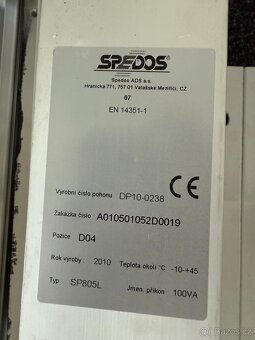 SPEDOS
Spedos ADS a.s.
Hranická 771, 757 01 Valašské Meziříčí, CZ
07
EN 14351-1
Výrobní číslo pohonu DP10-0238
CE
Zakázka číslo A010501052D0019
Pozice D04
Rok výroby 2010 Teplota okolí °C -10-+45
Typ SP805L Jmen. příkon 100VA